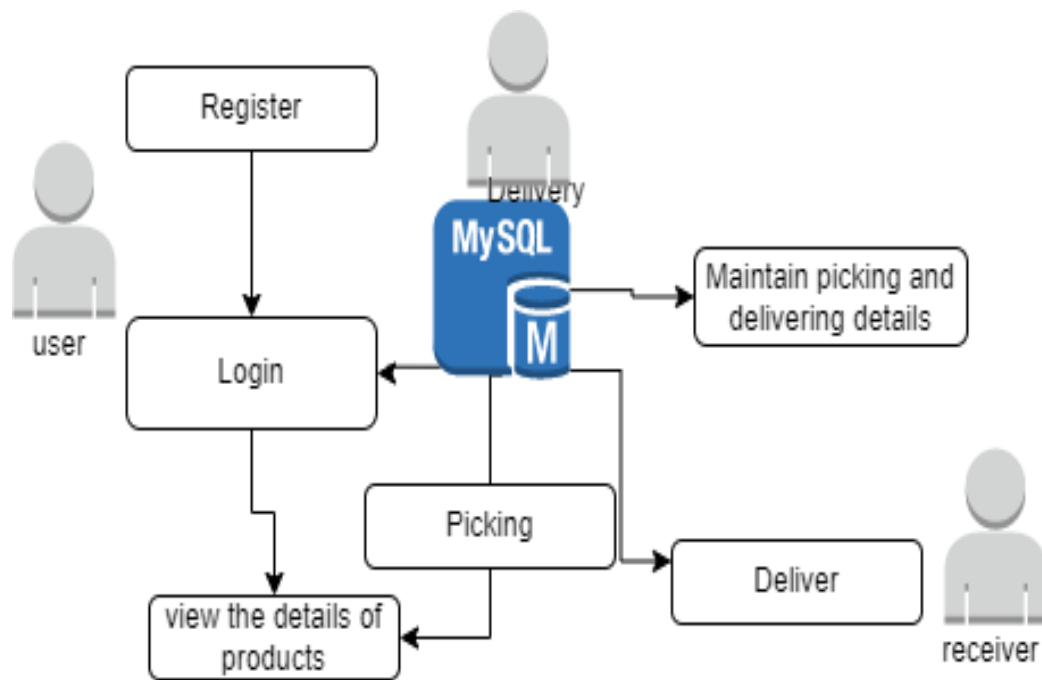 Register
Delivery
MySQL
Maintain picking and
delivering details
user
Login
M
Picking
Deliver
view the details of
products
receiver